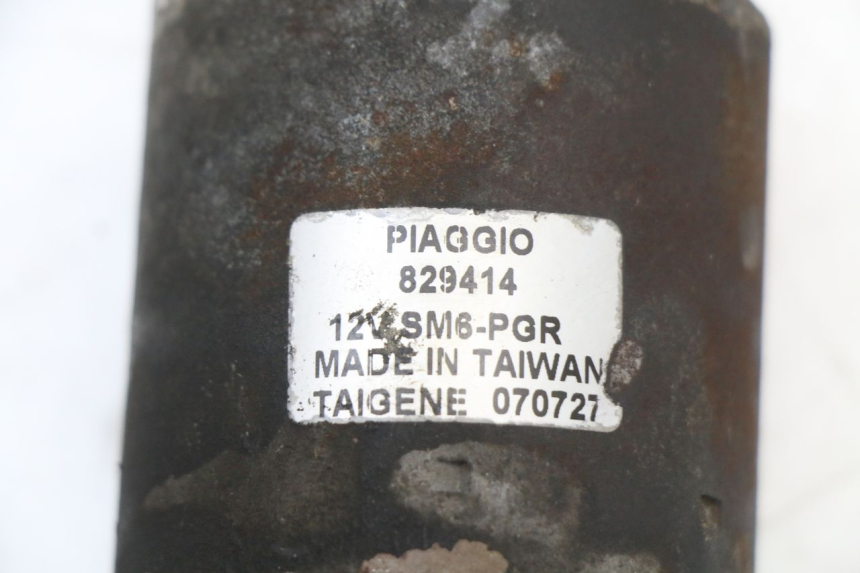 PIAGGIO
829414
12V SM6-PGR
MADE IN TAIWAN
TAIGENE 070727